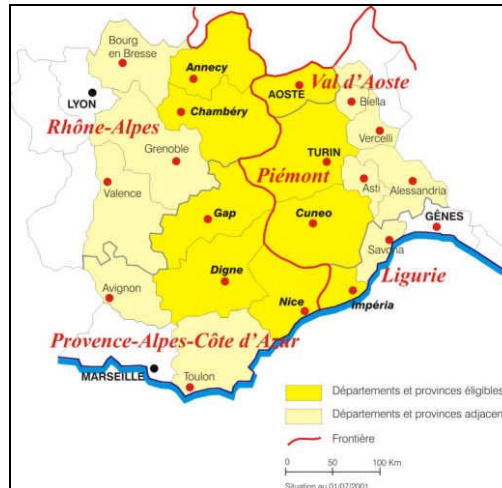 Bourg
en Bresse
Annecy
LYON
AOSTE
Val d'Aoste
Biella
Chambéry
Rhône-Alpes
Vercelli
Grenoble
TURIN
Piémont
Valence
Asti
Alessandria
Gap
Cuneo
GÊNES
Savona
Digne
Ligurie
Avignon
Nice
Impéria
Provence-Alpes-Côte d'Azur
MARSEILLE
Toulon
Départements et provinces éligibles
Départements et provinces adjacen
Frontière
0 50 100 Km
Situation au 01/07/2001